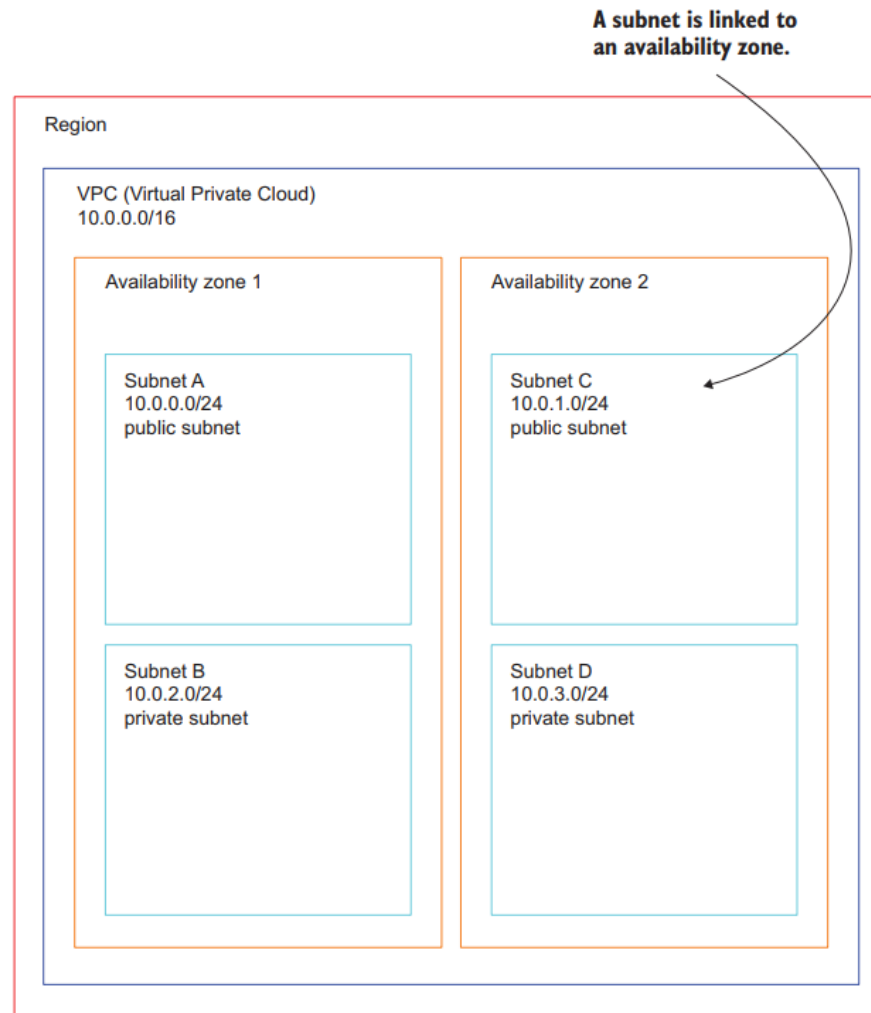 A subnet is linked to
an availability zone.
Region
VPC (Virtual Private Cloud)
10.0.0.0/16
Availability zone 1
Subnet A
10.0.0.0/24
public subnet
Subnet B
10.0.2.0/24
private subnet
Availability zone 2
Subnet C
10.0.1.0/24
public subnet
Subnet D
10.0.3.0/24
private subnet